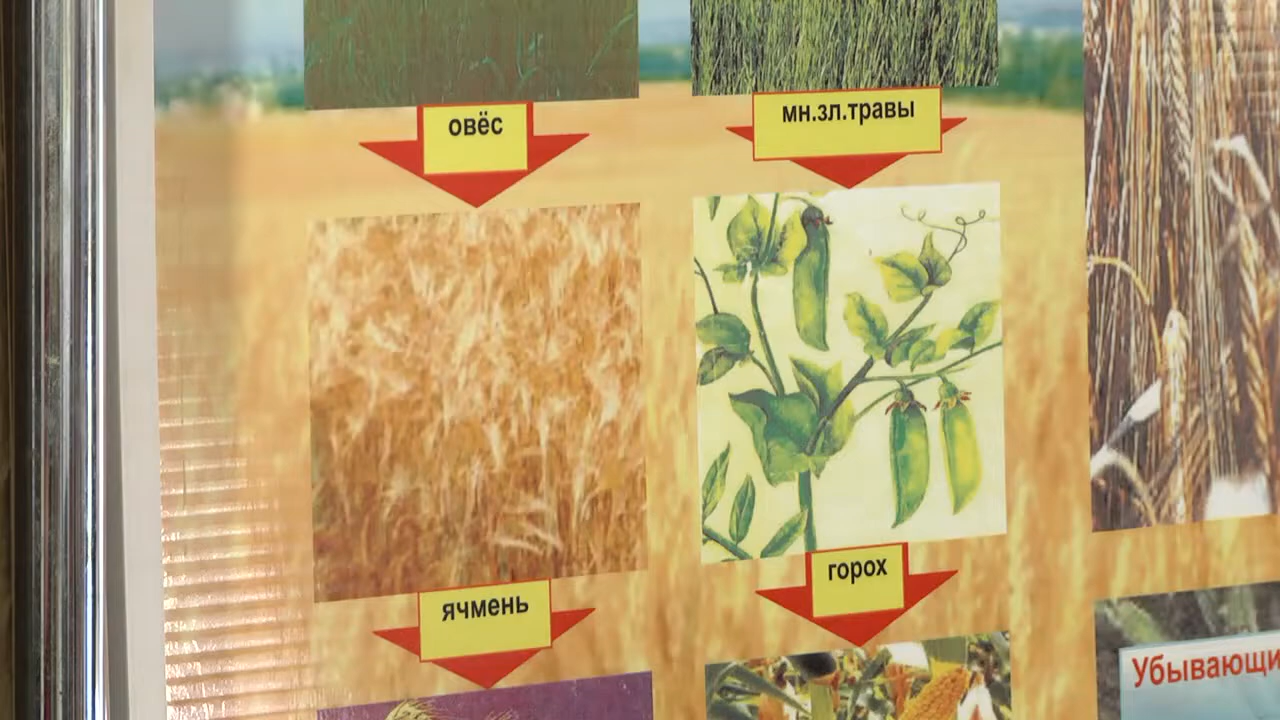 овёс
мн.зл.травы
ячмень
горох
Убывающи